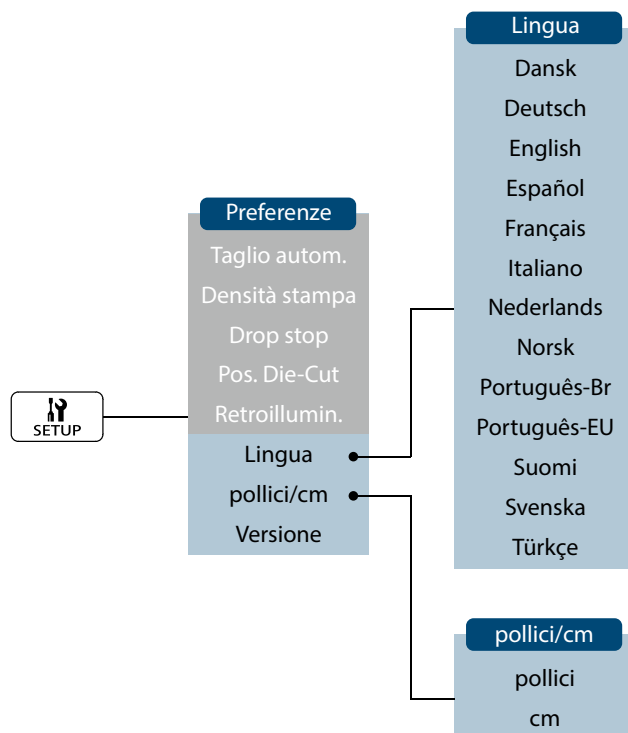 SETUP
Preferenze
Taglio autom.
Densità stampa
Drop stop
Pos. Die-Cut
Retroillumin.
Lingua
pollici/cm
Versione
Lingua
Dansk
Deutsch
English
Español
Français
Italiano
Nederlands
Norsk
Português-Br
Português-EU
Suomi
Svenska
Türkçe
pollici/cm
pollici
cm